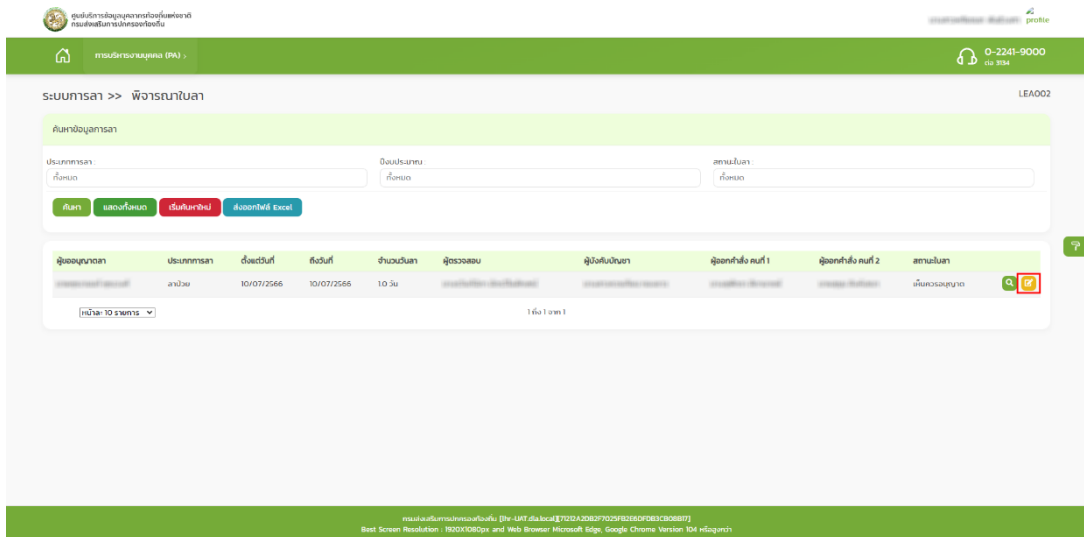 ศูนย์บริการข้อมูลบุคลากรท้องถิ่นแห่งชาติ
กรมส่งเสริมการปกครองท้องถิ่น
profile
การบริหารงานบุคคล (PA) >
0-2241-9000
ต่อ 3134
ระบบการลา >> พิจารณาใบลา
LEA002
ค้นหาข้อมูลการลา
ประเภทการลา : ปีงบประมาณ : สถานะใบลา :
ทั้งหมด ทั้งหมด ทั้งหมด
ค้นหา แสดงทั้งหมด เริ่มค้นหาใหม่ ส่งออกไฟล์ Excel
ผู้ขออนุญาตลา ประเภทการลา ตั้งแต่วันที่ ถึงวันที่ จำนวนวันลา ผู้ตรวจสอบ ผู้บังคับบัญชา ผู้ออกคำสั่ง คนที่ 1 ผู้ออกคำสั่ง คนที่ 2 สถานะใบลา
ลาป่วย 10/07/2566 10/07/2566 1.0 วัน เห็นควรอนุญาต
หน้าละ 10 รายการ 1 ถึง 1 จาก 1
กรมส่งเสริมการปกครองท้องถิ่น
Best Screen Resolution : 1920X1080px and Web Browser Microsoft Edge, Google Chrome Version 104 หรือสูงกว่า